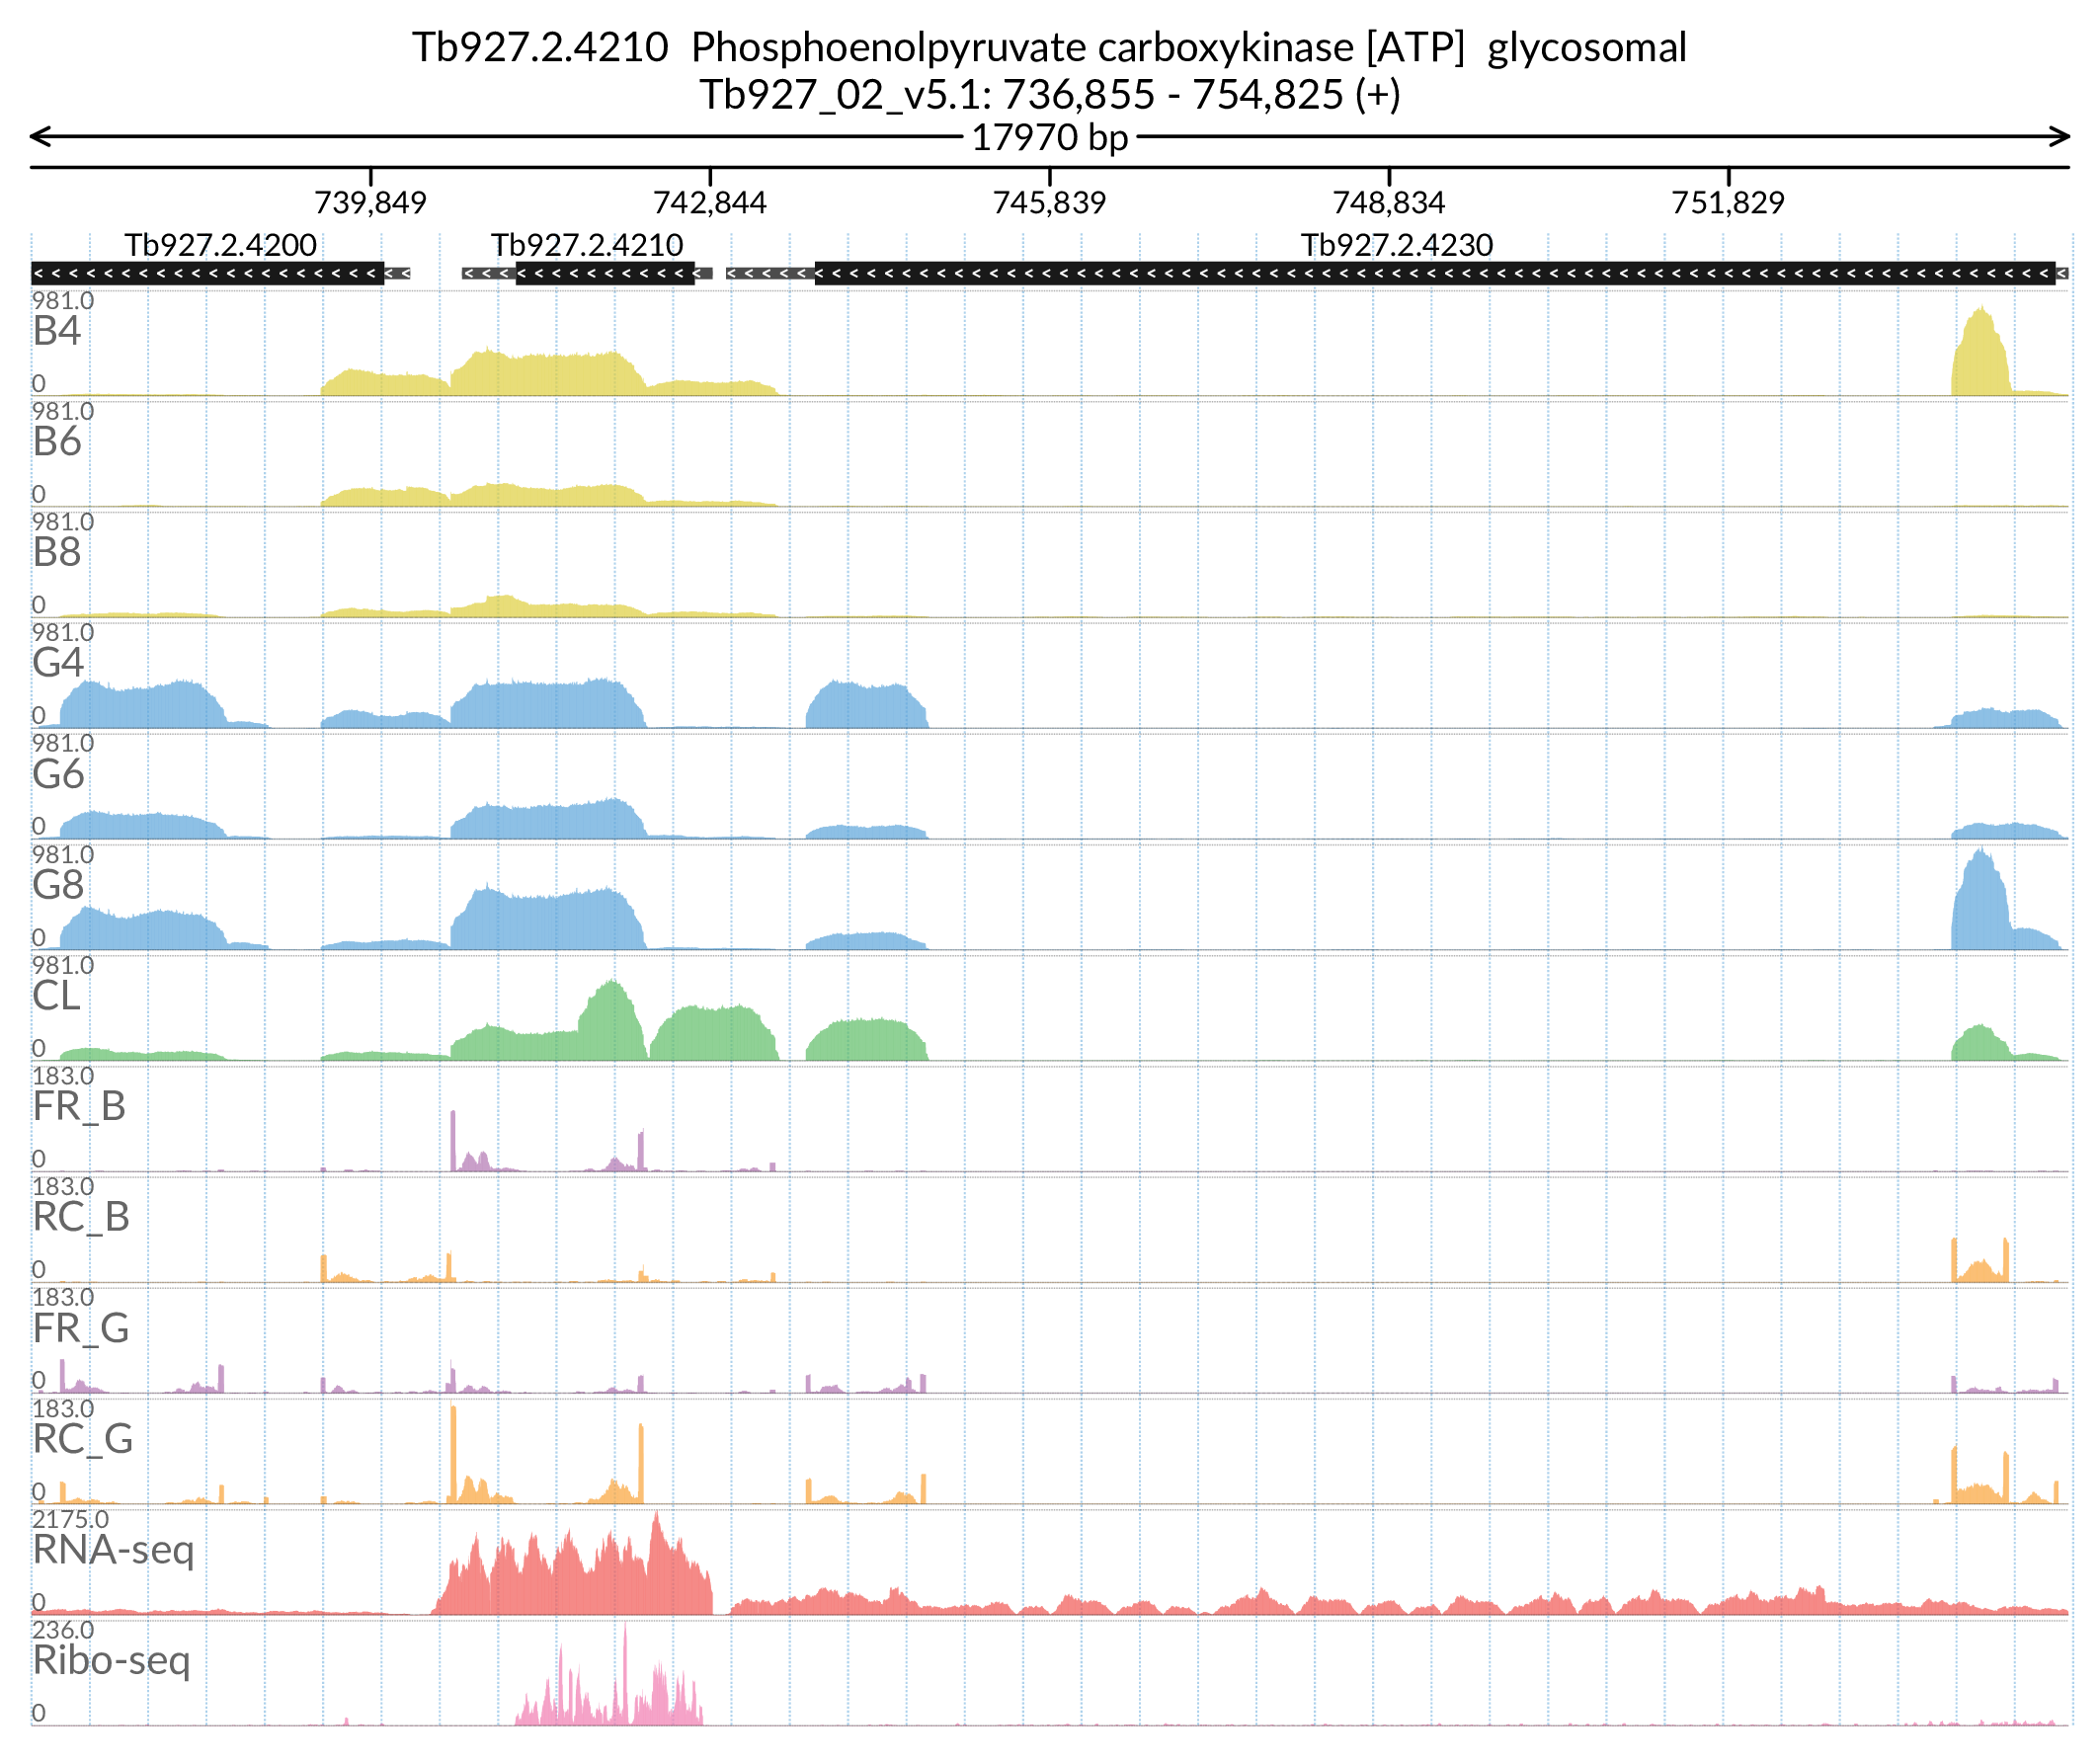 Tb927.2.4210 Phosphoenolpyruvate carboxykinase [ATP] glycosomal
Tb927_02_v5.1: 736,855 - 754,825 (+)
17970 bp
739,849 742,844 745,839 748,834 751,829
Tb927.2.4200 Tb927.2.4210 Tb927.2.4230
981.0
B4
0
981.0
B6
0
981.0
B8
0
981.0
G4
0
981.0
G6
0
981.0
G8
0
981.0
CL
0
183.0
FR_B
0
183.0
RC_B
0
183.0
FR_G
0
183.0
RC_G
0
2175.0
RNA-seq
0
236.0
Ribo-seq
0